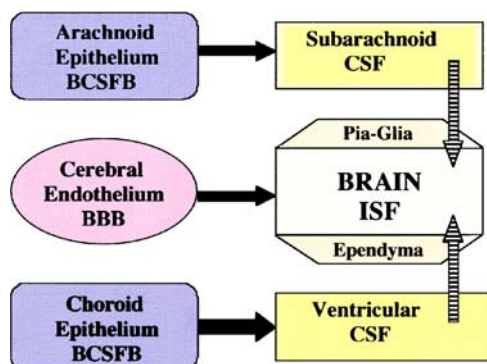 Arachnoid
Epithelium
BCSFB
Subarachnoid
CSF
Pia-Glia
Cerebral
Endothelium
BBB
BRAIN
ISF
Ependyma
Choroid
Epithelium
BCSFB
Ventricular
CSF